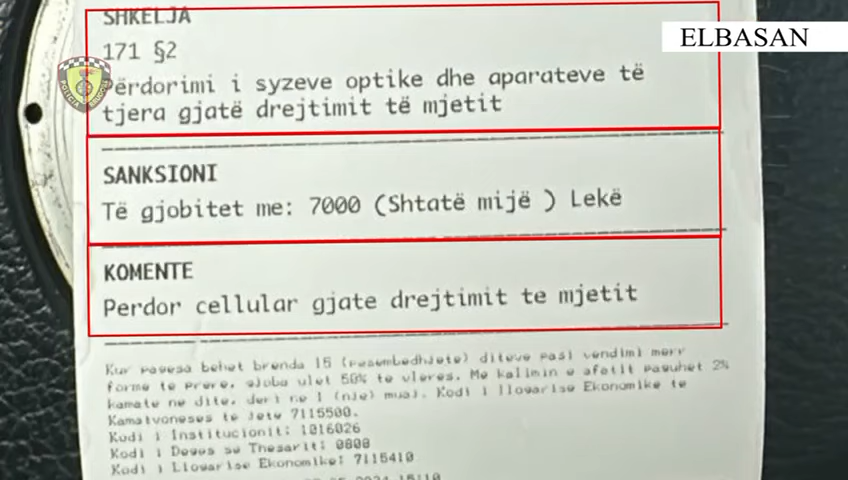 ELBASAN
SHKELJA
171 §2
Përdorimi i syzeve optike dhe aparateve të
tjera gjatë drejtimit të mjetit
SANKSIONI
Të gjobitet me: 7000 (Shtatë mijë ) Lekë
KOMENTE
Perdor cellular gjate drejtimit te mjetit
Kur pagesa behet brenda 15 (pesembedhjete) diteve pasi vendimi merr
forme te prere, gjoba ulet 50% te vleres. Me kalimin e afatit paguhet 2%
kamate ne dite, deri ne 1 (nje) muaj. Kodi i llogarise Ekonomike te
Kamatvoneses te jete 7115500.
Kodi i Institucionit: 1016026
Kodi i Deges se Thesarit: 0808
Kodi i Llogarise Ekonomike: 7115410